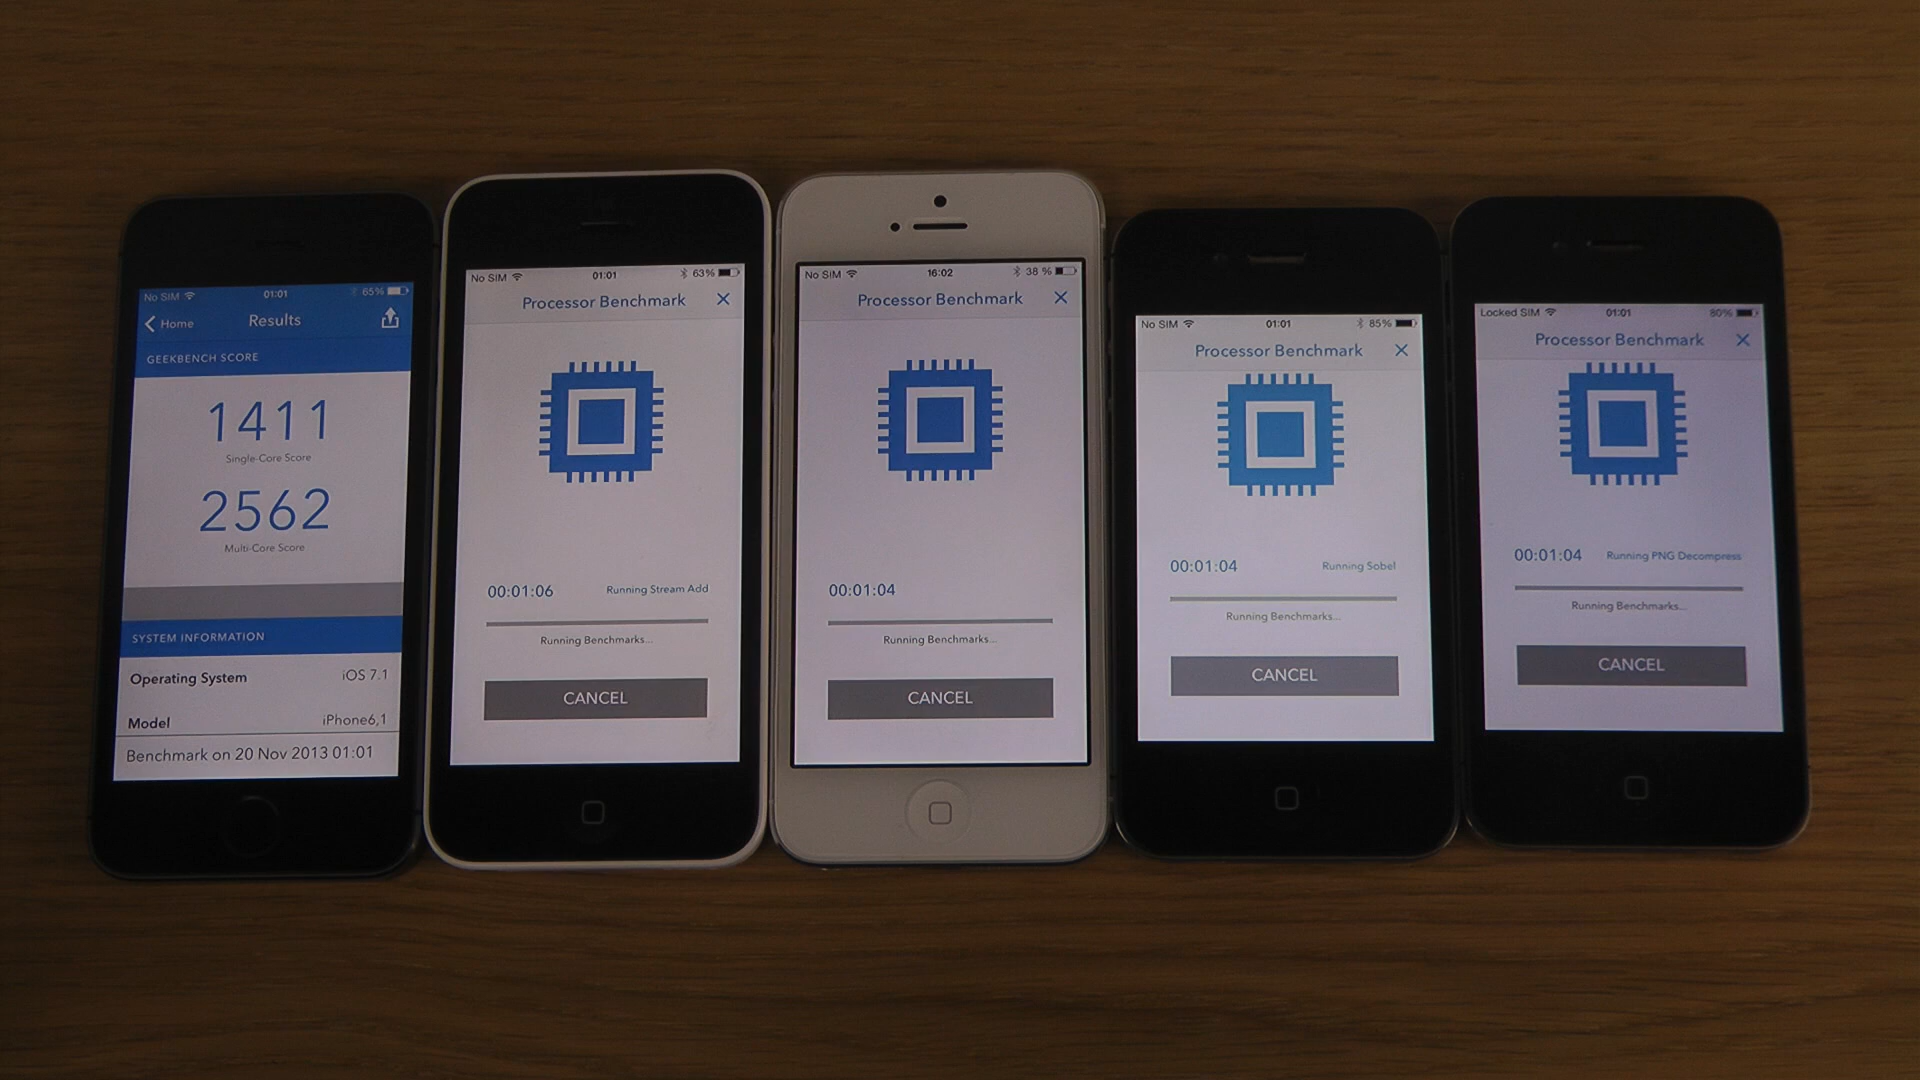 No SIM 01:01 65%
Home Results
GEEKBENCH SCORE
1411
Single-Core Score
2562
Multi-Core Score
SYSTEM INFORMATION
Operating System iOS 7.1
Model iPhone6,1
Benchmark on 20 Nov 2013 01:01
No SIM 01:01 63%
Processor Benchmark
00:01:06 Running Stream Add
Running Benchmarks...
CANCEL
No SIM 16:02 38 %
Processor Benchmark
00:01:04
Running Benchmarks...
CANCEL
No SIM 01:01 85%
Processor Benchmark
00:01:04 Running Sobel
Running Benchmarks...
CANCEL
Locked SIM 01:01 80%
Processor Benchmark
00:01:04 Running PNG Decompress
Running Benchmarks...
CANCEL